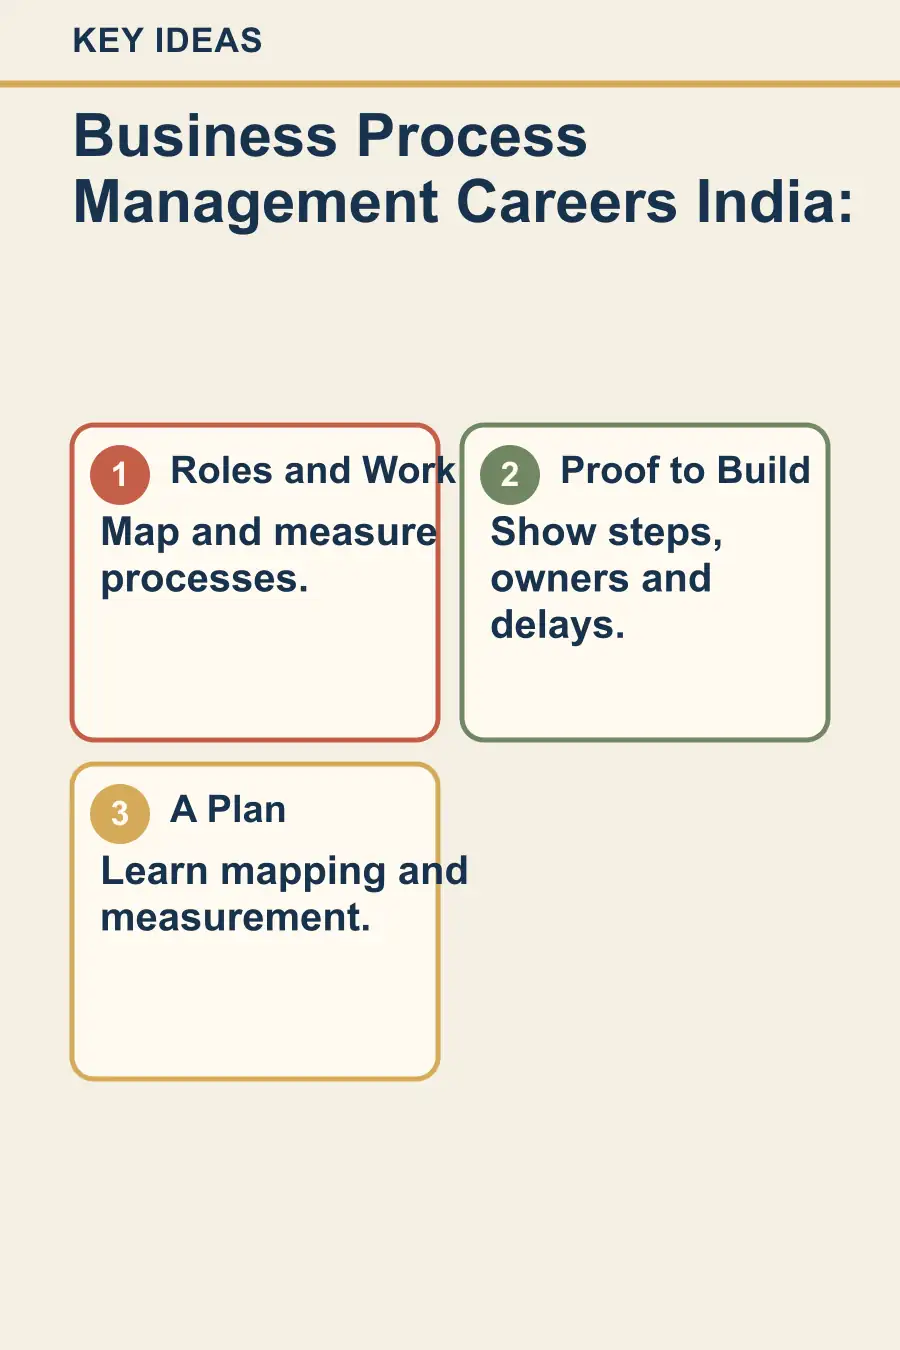 KEY IDEAS
Business Process
Management Careers India:
1
Roles and Work
Map and measure
processes.
2
Proof to Build
Show steps,
owners and
delays.
3
A Plan
Learn mapping and
measurement.